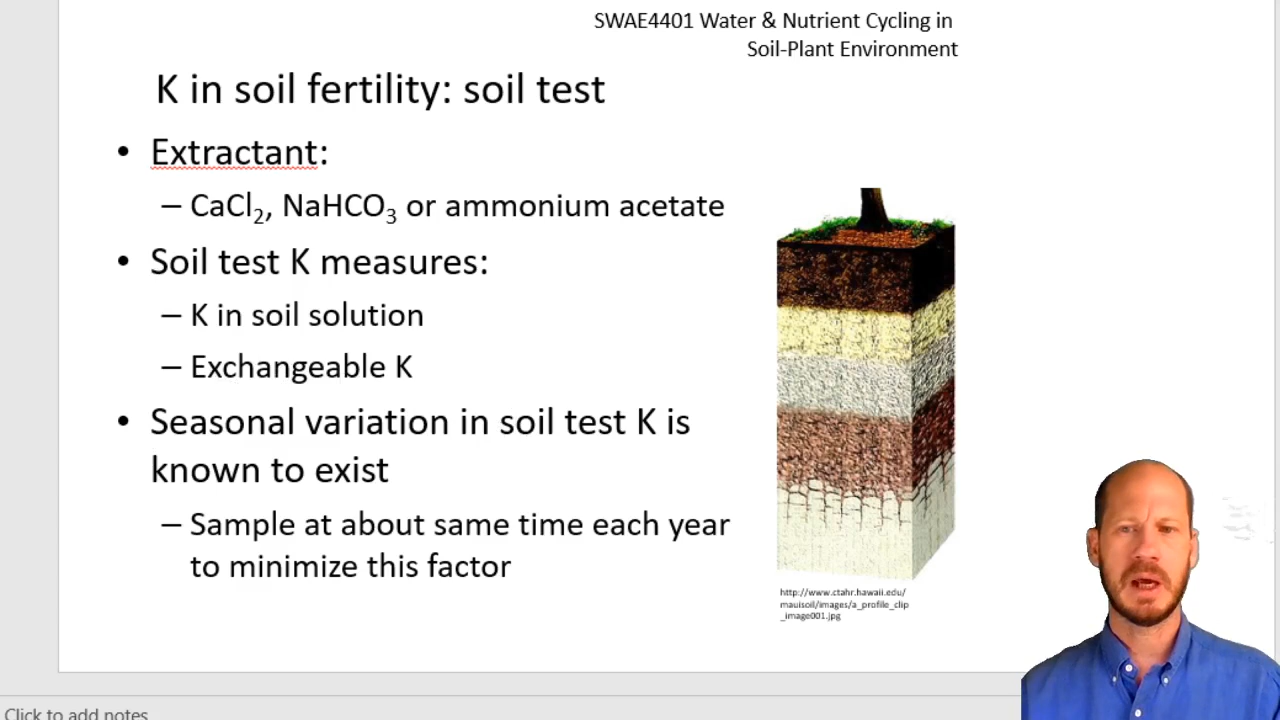 SWAE4401 Water & Nutrient Cycling in
Soil-Plant Environment
K in soil fertility: soil test
• Extractant:
– CaCl₂, NaHCO₃ or ammonium acetate
• Soil test K measures:
– K in soil solution
– Exchangeable K
• Seasonal variation in soil test K is
known to exist
– Sample at about same time each year
to minimize this factor
http://www.ctahr.hawaii.edu/
mauisoil/images/a_profile_clip
_image001.jpg
Click to add notes